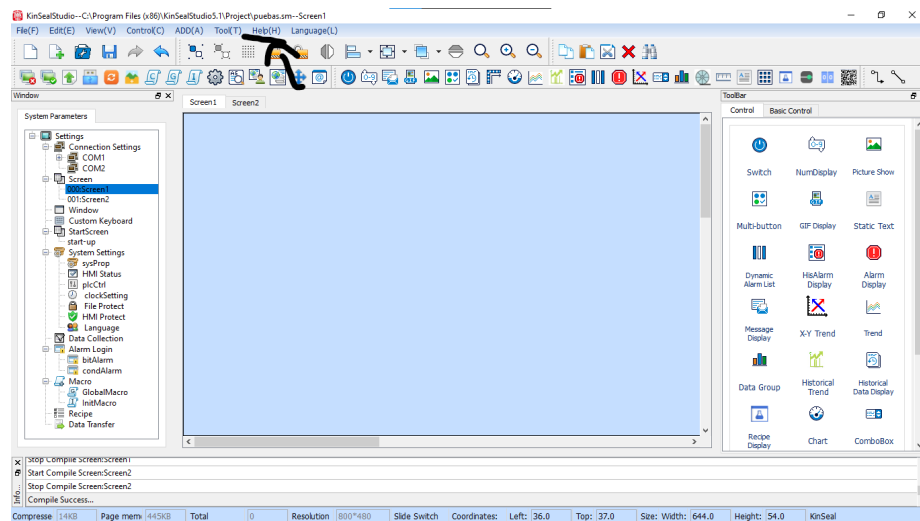 KinSealStudio--C:\Program Files (x86)\KinSealStudio5.1\Project\puebas.sm--Screen1
File(F) Edit(E) View(V) Control(C) ADD(A) Tool(T) Help(H) Language(L)
Window
System Parameters
Settings
Connection Settings
COM1
COM2
Screen
000:Screen1
001:Screen2
Window
Custom Keyboard
StartScreen
start-up
System Settings
sysProp
HMI Status
plcCtrl
clockSetting
File Protect
HMI Protect
Language
Data Collection
Alarm Login
bitAlarm
condAlarm
Macro
GlobalMacro
InitMacro
Recipe
Data Transfer
Screen1 Screen2
ToolBar
Control Basic Control
Switch NumDisplay Picture Show
Multi-button GIF Display Static Text
Dynamic Alarm List HisAlarm Display Alarm Display
Message Display X-Y Trend Trend
Data Group Historical Trend Historical Data Display
Recipe Display Chart ComboBox
Info...
Stop Compile Screen:Screen1
Start Compile Screen:Screen2
Stop Compile Screen:Screen2
Compile Success...
Compresse 14KB Page mem 445KB Total 0 Resolution 800*480 Slide Switch Coordinates: Left: 36.0 Top: 37.0 Size: Width: 644.0 Height: 54.0 KinSeal